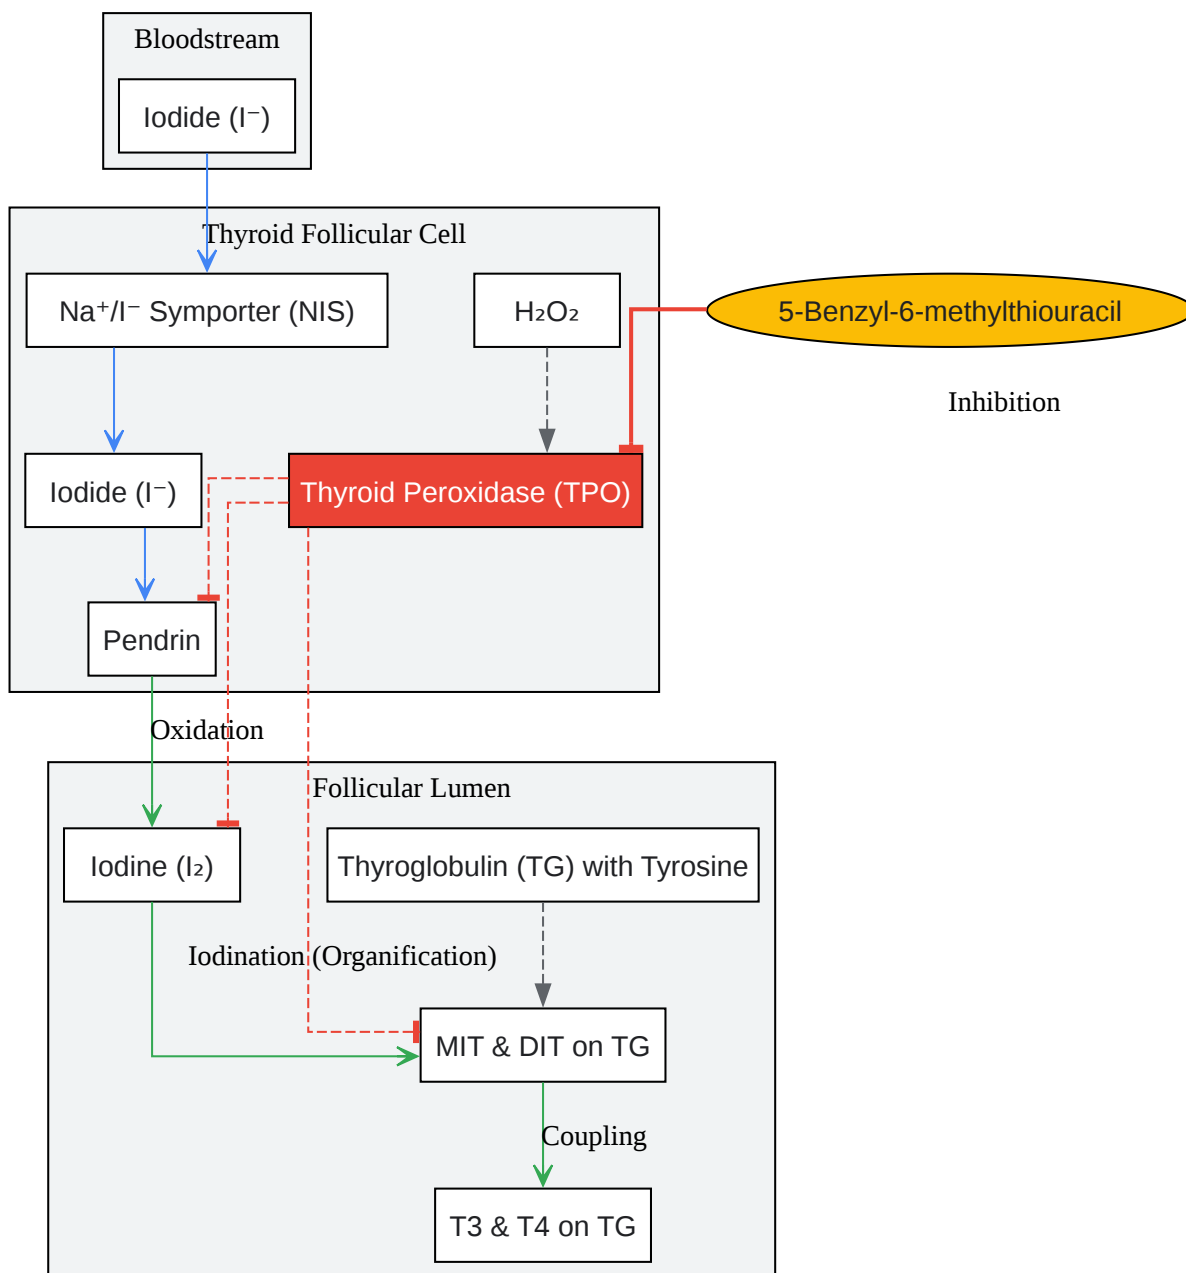 Bloodstream
Iodide (I⁻)
Thyroid Follicular Cell
Na⁺/I⁻ Symporter (NIS)
H₂O₂
5-Benzyl-6-methylthiouracil
Inhibition
Iodide (I⁻)
Thyroid Peroxidase (TPO)
Pendrin
Oxidation
Follicular Lumen
Iodine (I₂)
Thyroglobulin (TG) with Tyrosine
Iodination (Organification)
MIT & DIT on TG
Coupling
T3 & T4 on TG